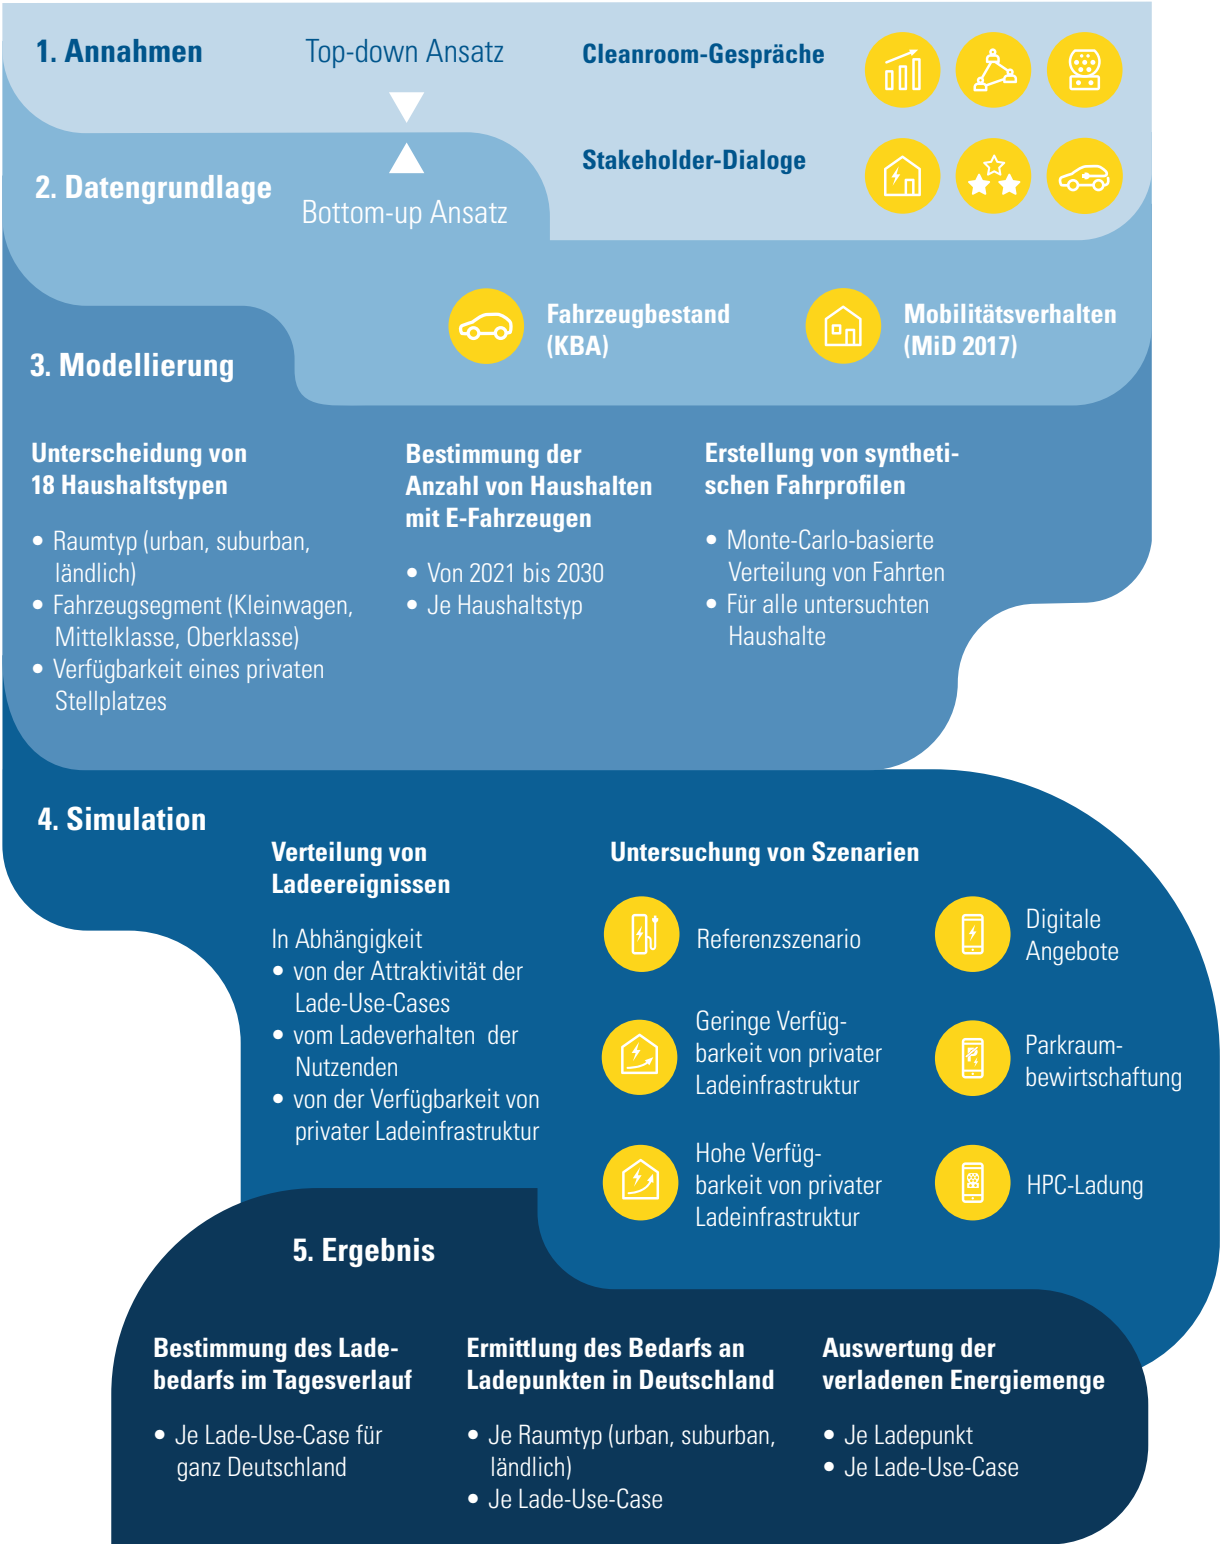 1. Annahmen
Top-down Ansatz
Cleanroom-Gespräche
Stakeholder-Dialoge
2. Datengrundlage
Bottom-up Ansatz
Fahrzeugbestand
(KBA)
Mobilitätsverhalten
(MiD 2017)
3. Modellierung
Unterscheidung von
18 Haushaltstypen
• Raumtyp (urban, suburban,
ländlich)
• Fahrzeugsegment (Kleinwagen,
Mittelklasse, Oberklasse)
• Verfügbarkeit eines privaten
Stellplatzes
Bestimmung der
Anzahl von Haushalten
mit E-Fahrzeugen
• Von 2021 bis 2030
• Je Haushaltstyp
Erstellung von syntheti-
schen Fahrprofilen
• Monte-Carlo-basierte
Verteilung von Fahrten
• Für alle untersuchten
Haushalte
4. Simulation
Verteilung von
Ladeereignissen
In Abhängigkeit
• von der Attraktivität der
Lade-Use-Cases
• vom Ladeverhalten der
Nutzenden
• von der Verfügbarkeit von
privater Ladeinfrastruktur
Untersuchung von Szenarien
Referenzszenario
Geringe Verfüg-
barkeit von privater
Ladeinfrastruktur
Hohe Verfüg-
barkeit von privater
Ladeinfrastruktur
Digitale
Angebote
Parkraum-
bewirtschaftung
HPC-Ladung
5. Ergebnis
Bestimmung des Lade-
bedarfs im Tagesverlauf
• Je Lade-Use-Case für
ganz Deutschland
Ermittlung des Bedarfs an
Ladepunkten in Deutschland
• Je Raumtyp (urban, suburban,
ländlich)
• Je Lade-Use-Case
Auswertung der
verladenen Energiemenge
• Je Ladepunkt
• Je Lade-Use-Case